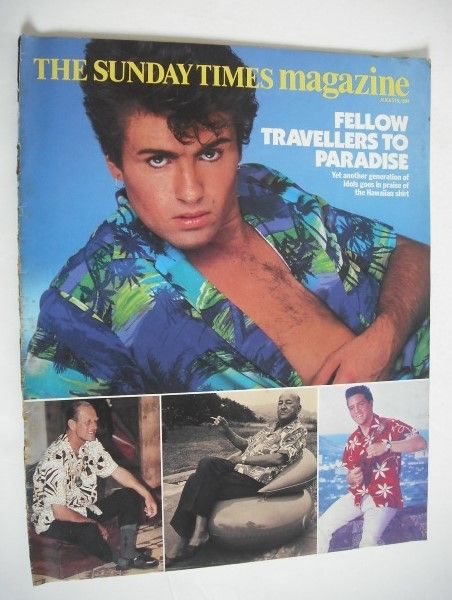 THE SUNDAY TIMES magazine
FELLOW
TRAVELLERS TO
PARADISE
Yet another generation of
idols goes in praise of
the Hawaiian shirt